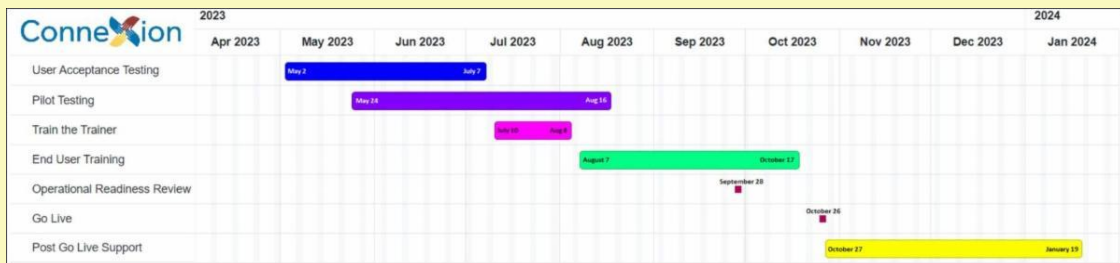 2023 2024
ConneXion
Apr 2023 May 2023 Jun 2023 Jul 2023 Aug 2023 Sep 2023 Oct 2023 Nov 2023 Dec 2023 Jan 2024
User Acceptance Testing May 2 July 7
Pilot Testing May 24 Aug 16
Train the Trainer July Aug
End User Training August 7 October 17
Operational Readiness Review September 28
Go Live October 26
Post Go Live Support October 27 January 19